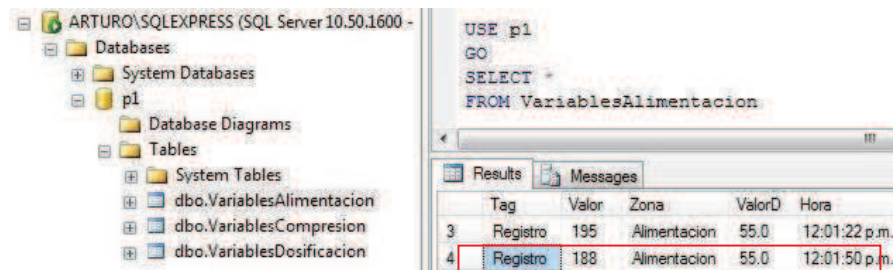 ARTURO\SQLEXPRESS (SQL Server 10.50.1600 -
Databases
System Databases
p1
Database Diagrams
Tables
System Tables
dbo.VariablesAlimentacion
dbo.VariablesCompresion
dbo.VariablesDosificacion
USE p1
GO
SELECT *
FROM VariablesAlimentacion
Results Messages
Tag Valor Zona ValorD Hora
3 Registro 195 Alimentacion 55.0 12:01:22 p.m.
4 Registro 188 Alimentacion 55.0 12:01:50 p.m.